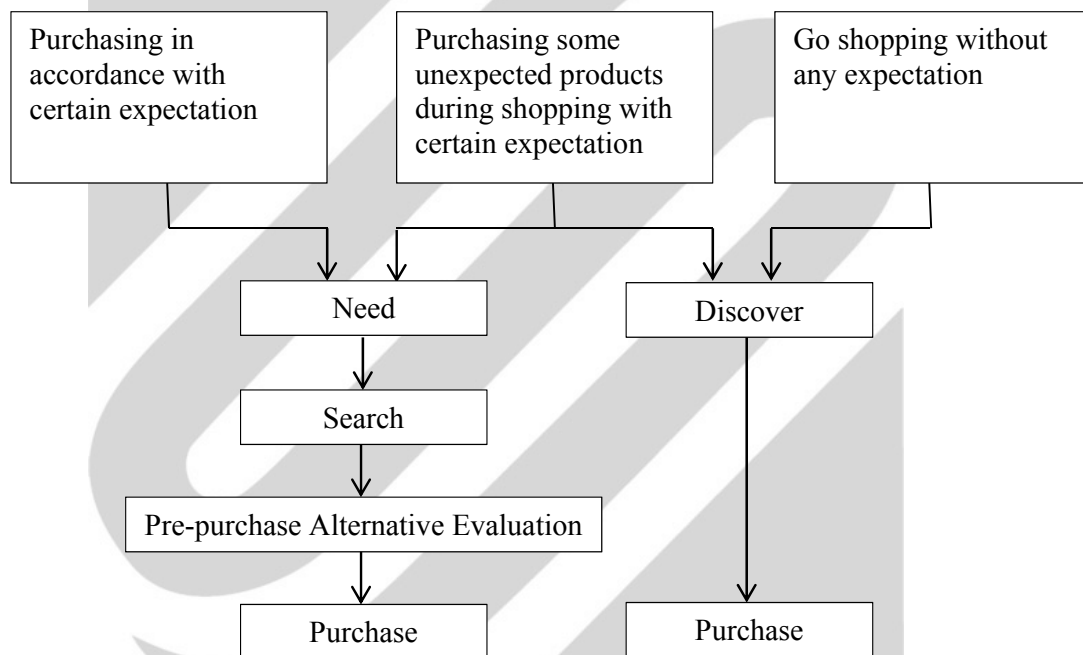 Purchasing in
accordance with
certain expectation
Purchasing some
unexpected products
during shopping with
certain expectation
Go shopping without
any expectation
Need
Discover
Search
Pre-purchase Alternative Evaluation
Purchase
Purchase